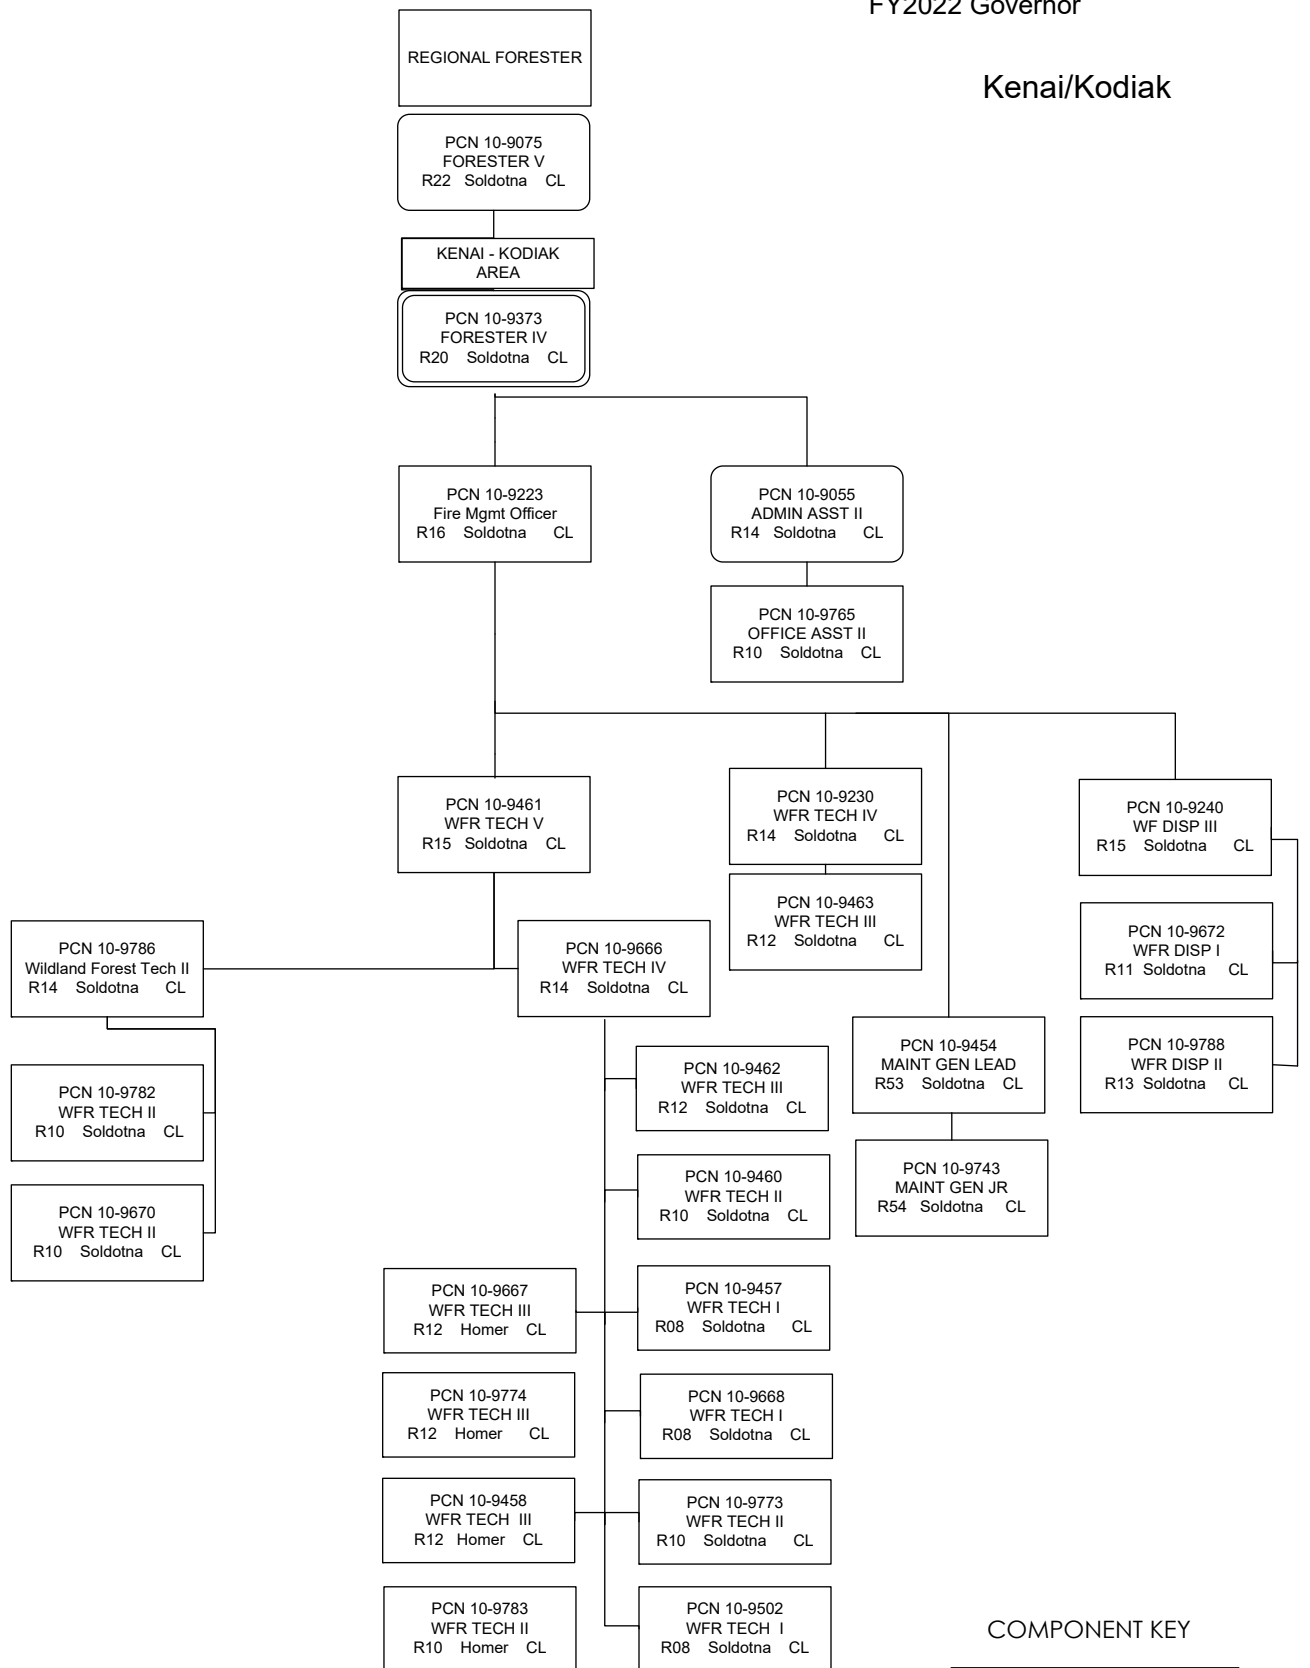 FY2022 Governor
Kenai/Kodiak
REGIONAL FORESTER
PCN 10-9075
FORESTER V
R22 Soldotna CL
KENAI - KODIAK
AREA
PCN 10-9373
FORESTER IV
R20 Soldotna CL
PCN 10-9223
Fire Mgmt Officer
R16 Soldotna CL
PCN 10-9055
ADMIN ASST II
R14 Soldotna CL
PCN 10-9765
OFFICE ASST II
R10 Soldotna CL
PCN 10-9461
WFR TECH V
R15 Soldotna CL
PCN 10-9230
WFR TECH IV
R14 Soldotna CL
PCN 10-9463
WFR TECH III
R12 Soldotna CL
PCN 10-9240
WF DISP III
R15 Soldotna CL
PCN 10-9672
WFR DISP I
R11 Soldotna CL
PCN 10-9788
WFR DISP II
R13 Soldotna CL
PCN 10-9786
Wildland Forest Tech II
R14 Soldotna CL
PCN 10-9782
WFR TECH II
R10 Soldotna CL
PCN 10-9670
WFR TECH II
R10 Soldotna CL
PCN 10-9666
WFR TECH IV
R14 Soldotna CL
PCN 10-9454
MAINT GEN LEAD
R53 Soldotna CL
PCN 10-9743
MAINT GEN JR
R54 Soldotna CL
PCN 10-9462
WFR TECH III
R12 Soldotna CL
PCN 10-9460
WFR TECH II
R10 Soldotna CL
PCN 10-9667
WFR TECH III
R12 Homer CL
PCN 10-9457
WFR TECH I
R08 Soldotna CL
PCN 10-9774
WFR TECH III
R12 Homer CL
PCN 10-9668
WFR TECH I
R08 Soldotna CL
PCN 10-9458
WFR TECH III
R12 Homer CL
PCN 10-9773
WFR TECH II
R10 Soldotna CL
PCN 10-9783
WFR TECH II
R10 Homer CL
PCN 10-9502
WFR TECH I
R08 Soldotna CL
COMPONENT KEY